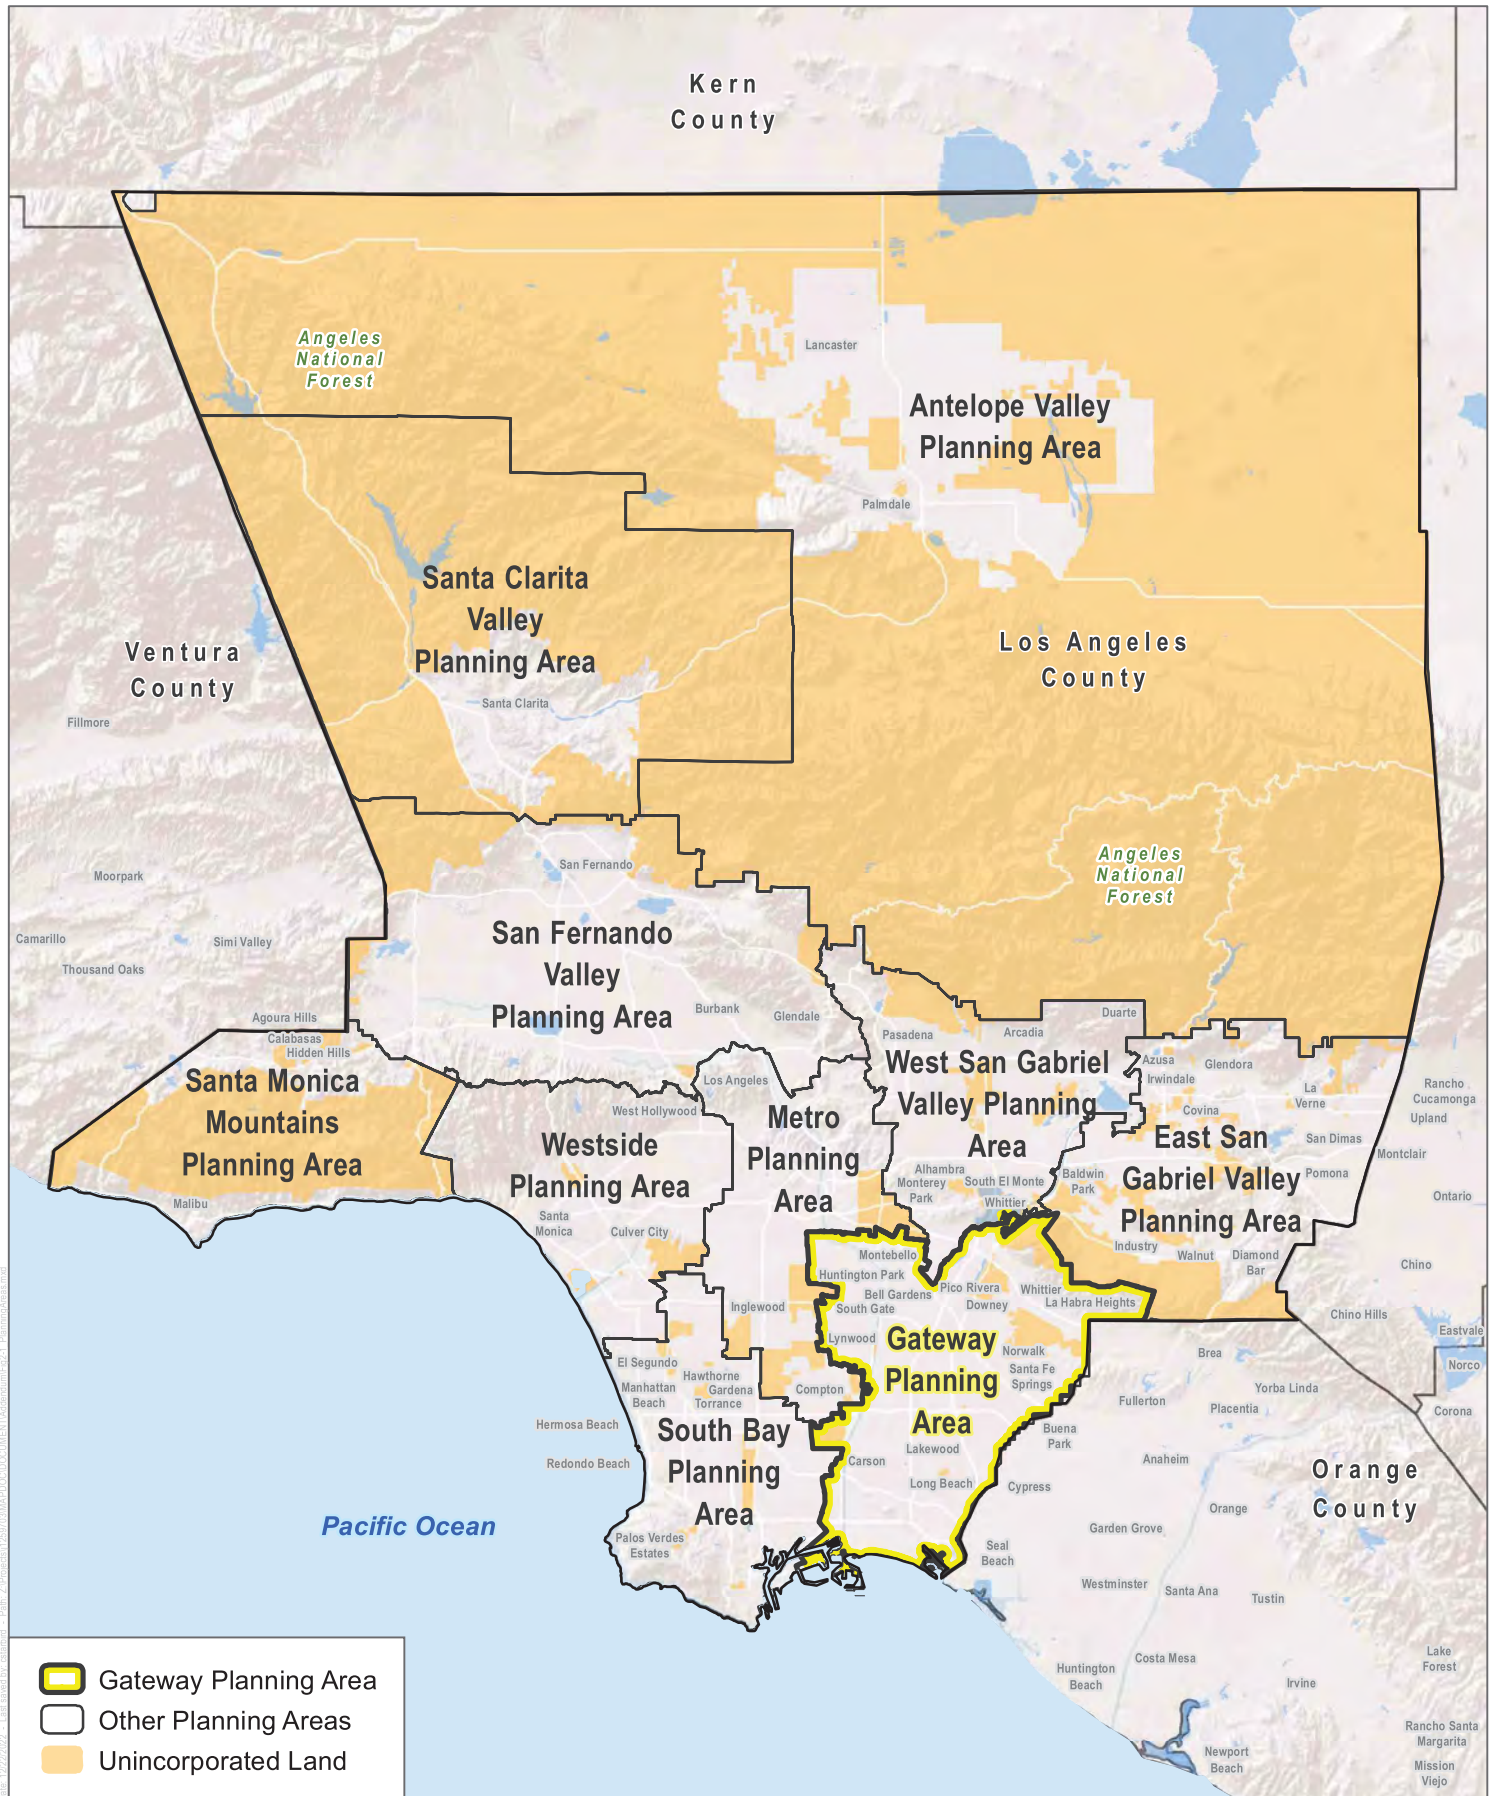 Kern
County
Angeles
National
Forest
Lancaster
Antelope Valley
Planning Area
Palmdale
Santa Clarita
Valley
Planning Area
Santa Clarita
Ventura
County
Los Angeles
County
Fillmore
Angeles
National
Forest
Moorpark
San Fernando
Camarillo
Simi Valley
Thousand Oaks
San Fernando
Valley
Planning Area
Burbank
Glendale
Agoura Hills
Calabasas
Hidden Hills
Santa Monica
Mountains
Planning Area
Malibu
Pasadena
Arcadia
Duarte
West San Gabriel
Valley Planning
Area
Azusa
Irwindale
Glendora
La
Verne
Covina
Rancho
Cucamonga
Upland
San Dimas
Montclair
Pomona
Ontario
East San
Gabriel Valley
Planning Area
Los Angeles
West Hollywood
Metro
Planning
Area
Westside
Planning Area
Santa
Monica
Culver City
Alhambra
Monterey
Park
South El Monte
Whittier
Baldwin
Park
Industry
Walnut
Diamond
Bar
Chino
Chino Hills
Montebello
Huntington Park
Bell Gardens
South Gate
Pico Rivera
Downey
Whittier
La Habra Heights
Inglewood
Lynwood
Gateway
Planning
Area
Norwalk
Santa Fe
Springs
Eastvale
Norco
Brea
Yorba Linda
Fullerton
Placentia
Corona
El Segundo
Manhattan
Beach
Hawthorne
Gardena
Torrance
Compton
Hermosa Beach
Redondo Beach
South Bay
Planning
Area
Carson
Lakewood
Long Beach
Buena
Park
Cypress
Anaheim
Orange
County
Orange
Garden Grove
Pacific Ocean
Palos Verdes
Estates
Seal
Beach
Westminster
Santa Ana
Tustin
Costa Mesa
Huntington
Beach
Irvine
Lake
Forest
Rancho Santa
Margarita
Newport
Beach
Mission
Viejo
Gateway Planning Area
Other Planning Areas
Unincorporated Land